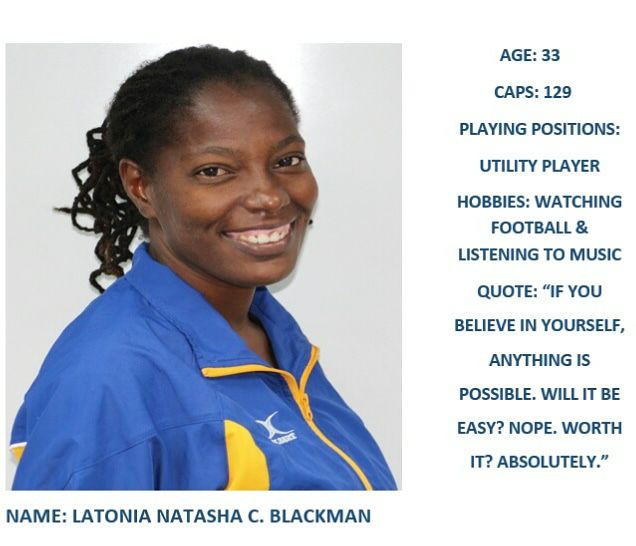 AGE: 33
CAPS: 129
PLAYING POSITIONS:
UTILITY PLAYER
HOBBIES: WATCHING
FOOTBALL &
LISTENING TO MUSIC
QUOTE: “IF YOU
BELIEVE IN YOURSELF,
ANYTHING IS
POSSIBLE. WILL IT BE
EASY? NOPE. WORTH
IT? ABSOLUTELY.”
NAME: LATONIA NATASHA C. BLACKMAN